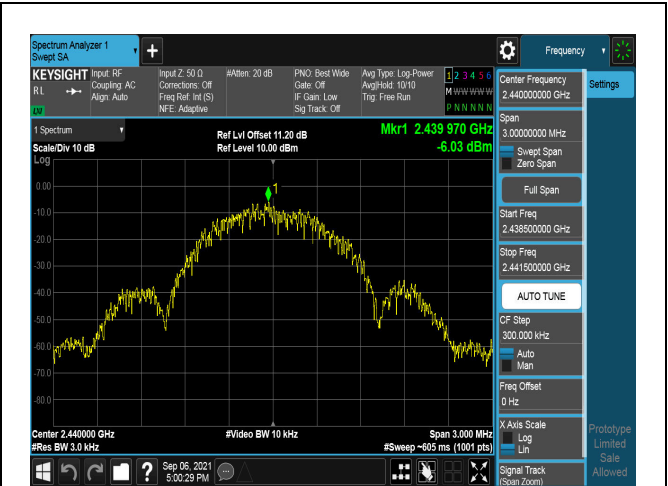 Spectrum Analyzer 1
Swept SA
+
Frequency
KEYSIGHT
RL
Input: RF
Coupling: AC
Align: Auto
Input Z: 50 Ω
Corrections: Off
Freq Ref: Int (S)
NFE: Adaptive
#Atten: 20 dB
PNO: Best Wide
Gate: Off
IF Gain: Low
Sig Track: Off
Avg Type: Log-Power
Avg|Hold: 10/10
Trig: Free Run
1 2 3 4 5 6
M W W W W W
P N N N N N
Center Frequency
2.440000000 GHz
Settings
1 Spectrum
Scale/Div 10 dB
Log
Ref Lvl Offset 11.20 dB
Ref Level 10.00 dBm
Mkr1 2.439 970 GHz
-6.03 dBm
Span
3.00000000 MHz
Swept Span
Zero Span
Full Span
Start Freq
2.438500000 GHz
Stop Freq
2.441500000 GHz
AUTO TUNE
CF Step
300.000 kHz
Auto
Man
Freq Offset
0 Hz
X Axis Scale
Log
Lin
Signal Track
(Span Zoom)
Prototype
Limited
Sale
Allowed
1
0.00
-10.0
-20.0
-30.0
-40.0
-50.0
-60.0
-70.0
-80.0
Center 2.440000 GHz
#Res BW 3.0 kHz
#Video BW 10 kHz
Span 3.000 MHz
#Sweep ~605 ms (1001 pts)
?
Sep 06, 2021
5:00:29 PM